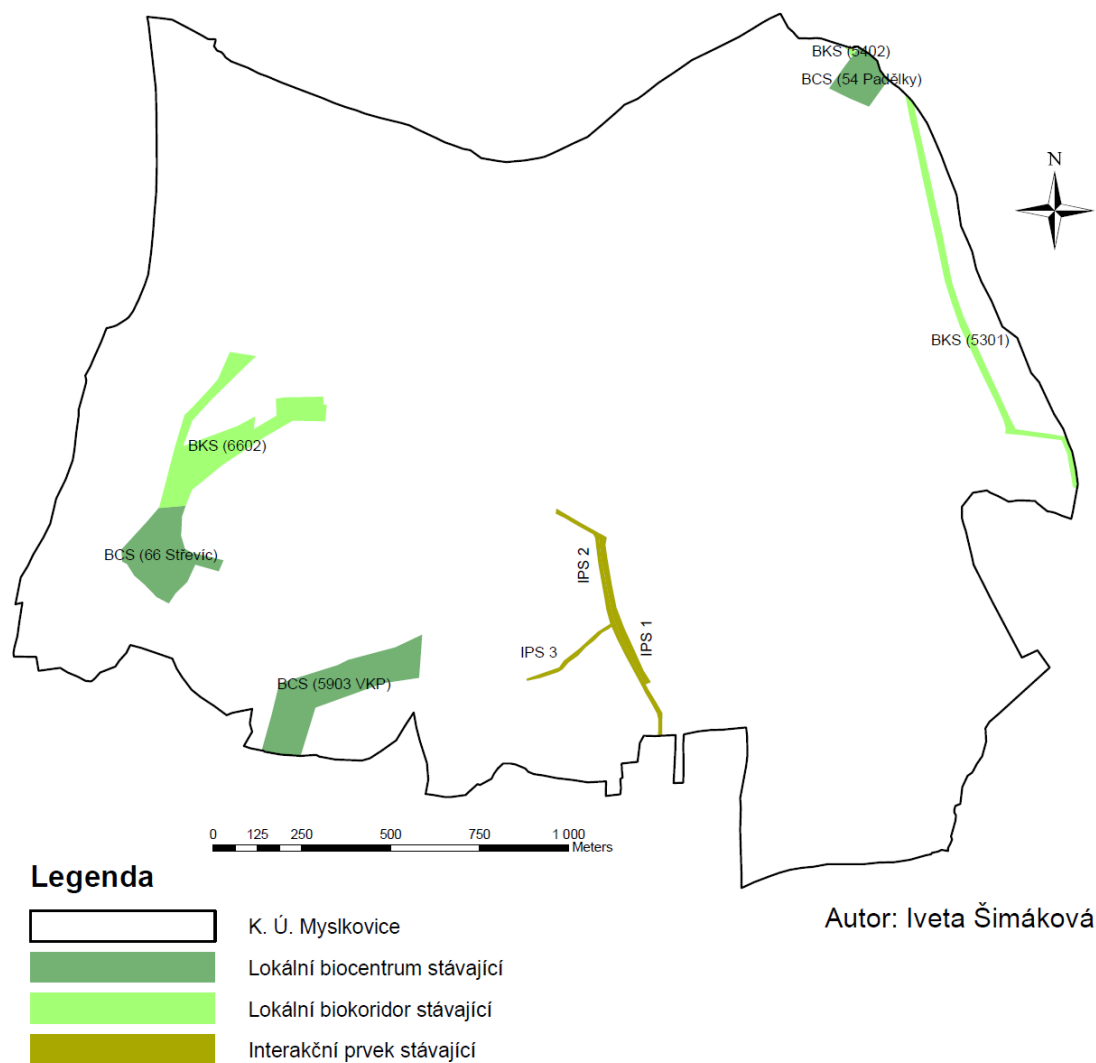 BKS (5402)
BCS (54 Padělky)
N
BKS (5301)
BKS (6602)
BCS (66 Střevíc)
IPS 2
IPS 1
IPS 3
BCS (5903 VKP)
0 125 250 500 750 1 000
Meters
Legenda
K. Ú. Myslkovice
Autor: Iveta Šimáková
Lokální biocentrum stávající
Lokální biokoridor stávající
Interakční prvek stávající